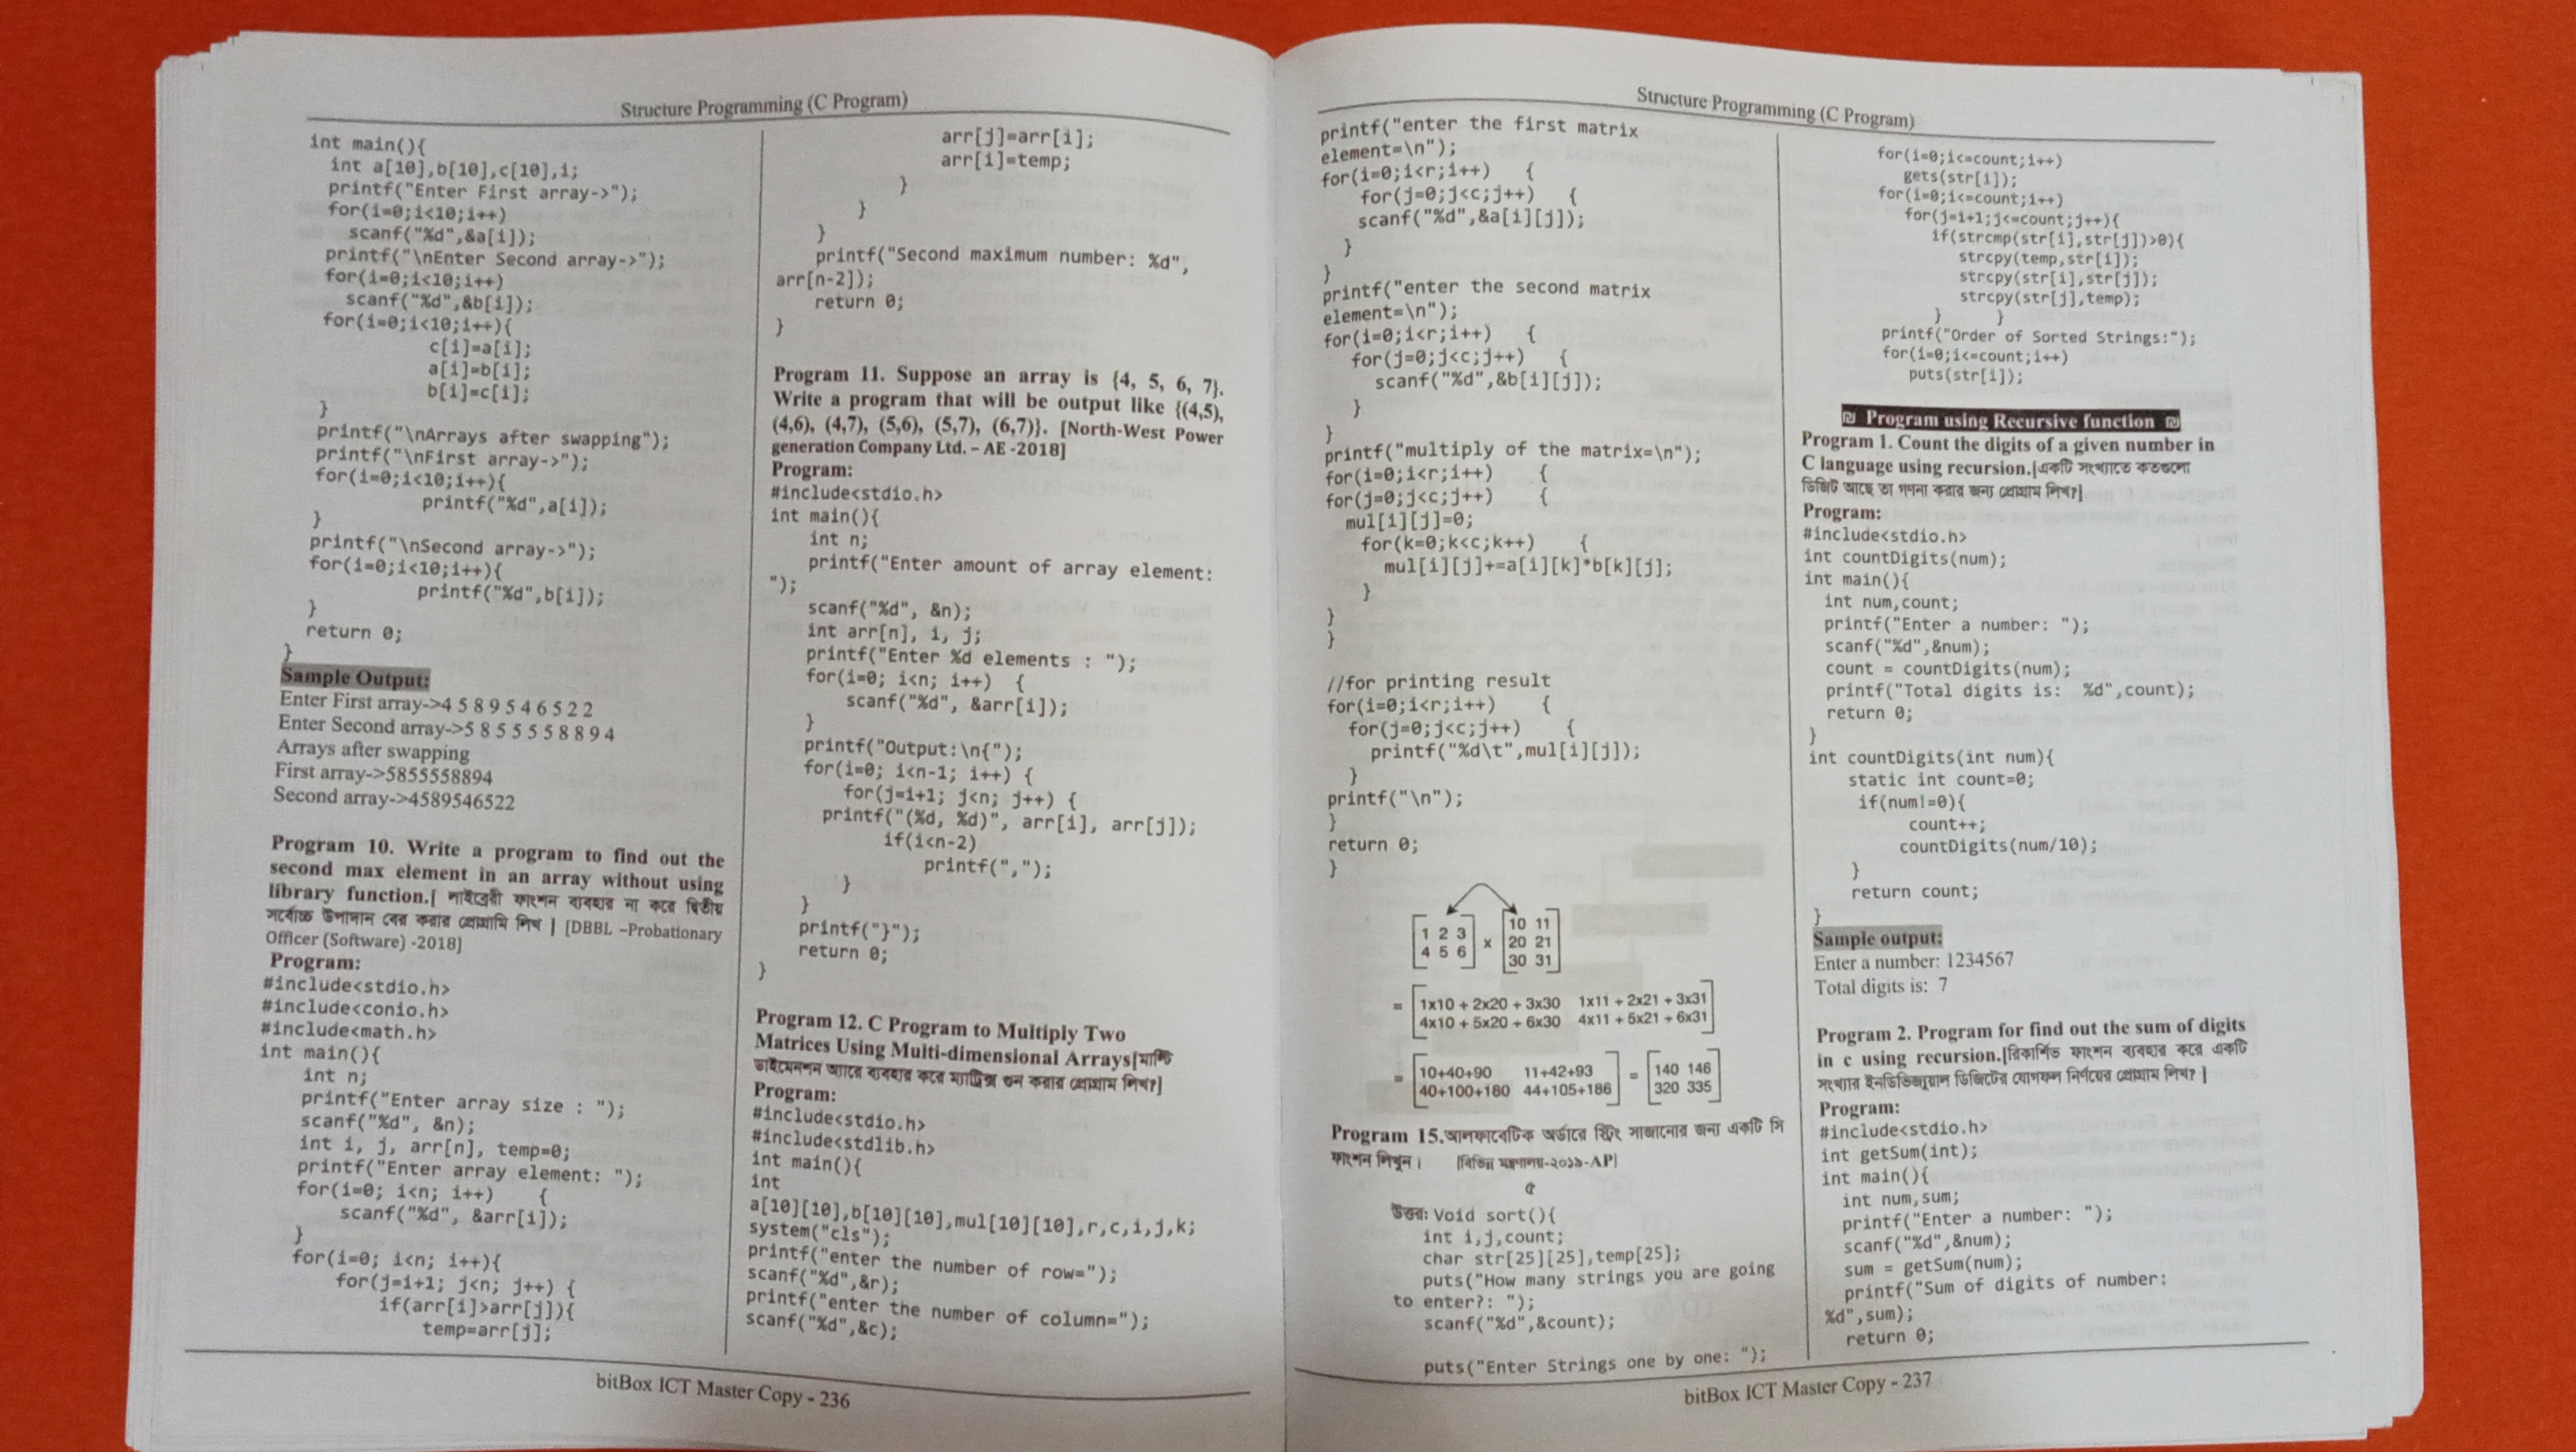 Structure Programming (C Program)
int main(){
int a[10],b[10],c[10],i;
printf("Enter First array->");
for(i=0;i<10;i++)
scanf("%d",&a[i]);
printf("\nEnter Second array->");
for(i=0;i<10;i++)
scanf("%d",&b[i]);
for(i=0;i<10;i++){
c[i]=a[i];
a[i]=b[i];
b[i]=c[i];
}
printf("\nArrays after swapping");
printf("\nFirst array->");
for(i=0;i<10;i++){
printf("%d",a[i]);
}
printf("\nSecond array->");
for(i=0;i<10;i++){
printf("%d",b[i]);
}
return 0;
}
Sample Output:
Enter First array->4 5 8 9 5 4 6 5 2 2
Enter Second array->5 8 5 5 5 5 8 8 9 4
Arrays after swapping
First array->5855558894
Second array->4589546522
Program 10. Write a program to find out the
second max element in an array without using
library function.[ লাইব্রেরী ফাংশন ব্যবহার না করে দ্বিতীয়
সর্বোচ্চ উপাদান বের করার প্রোগ্রামি লিখ | [DBBL –Probationary
Officer (Software) -2018]
Program:
#include<stdio.h>
#include<conio.h>
#include<math.h>
int main(){
int n;
printf("Enter array size : ");
scanf("%d", &n);
int i, j, arr[n], temp=0;
printf("Enter array element: ");
for(i=0; i<n; i++) {
scanf("%d", &arr[i]);
}
for(i=0; i<n; i++){
for(j=i+1; j<n; j++) {
if(arr[i]>arr[j]){
temp=arr[j];
arr[j]=arr[i];
arr[i]=temp;
}
}
}
printf("Second maximum number: %d",
arr[n-2]);
return 0;
}
Program 11. Suppose an array is {4, 5, 6, 7}.
Write a program that will be output like {(4,5),
(4,6), (4,7), (5,6), (5,7), (6,7)}. [North-West Power
generation Company Ltd. – AE -2018]
Program:
#include<stdio.h>
int main(){
int n;
printf("Enter amount of array element:
");
scanf("%d", &n);
int arr[n], i, j;
printf("Enter %d elements : ");
for(i=0; i<n; i++) {
scanf("%d", &arr[i]);
}
printf("Output:\n{");
for(i=0; i<n-1; i++) {
for(j=i+1; j<n; j++) {
printf("(%d, %d)", arr[i], arr[j]);
if(i<n-2)
printf(",");
}
}
printf("}");
return 0;
}
Program 12. C Program to Multiply Two
Matrices Using Multi-dimensional Arrays[মাল্টি
ডাইমেনশন অ্যারে ব্যবহার করে ম্যাট্রিক্স গুন করার প্রোগ্রাম লিখ?]
Program:
#include<stdio.h>
#include<stdlib.h>
int main(){
int
a[10][10],b[10][10],mul[10][10],r,c,i,j,k;
system("cls");
printf("enter the number of row=");
scanf("%d",&r);
printf("enter the number of column=");
scanf("%d",&c);
bitBox ICT Master Copy - 236
Structure Programming (C Program)
printf("enter the first matrix
element=\n");
for(i=0;i<r;i++) {
for(j=0;j<c;j++) {
scanf("%d",&a[i][j]);
}
}
printf("enter the second matrix
element=\n");
for(i=0;i<r;i++) {
for(j=0;j<c;j++) {
scanf("%d",&b[i][j]);
}
}
printf("multiply of the matrix=\n");
for(i=0;i<r;i++) {
for(j=0;j<c;j++) {
mul[i][j]=0;
for(k=0;k<c;k++) {
mul[i][j]+=a[i][k]*b[k][j];
}
}
}
//for printing result
for(i=0;i<r;i++) {
for(j=0;j<c;j++) {
printf("%d\t",mul[i][j]);
}
printf("\n");
}
return 0;
}
1 2 3 10 11
4 5 6 x 20 21
30 31
= 1x10 + 2x20 + 3x30 1x11 + 2x21 + 3x31
4x10 + 5x20 + 6x30 4x11 + 5x21 + 6x31
= 10+40+90 11+42+93 = 140 146
40+100+180 44+105+186 320 335
Program 15.আলফাবেটিক অর্ডারে স্ট্রিং সাজানোর জন্য একটি সি
ফাংশন লিখুন। [বিভিন্ন মন্ত্রণালয়-২০১৯-AP]
৫
উত্তর: Void sort(){
int i,j,count;
char str[25][25],temp[25];
puts("How many strings you are going
to enter?: ");
scanf("%d",&count);
puts("Enter Strings one by one: ");
for(i=0;i<=count;i++)
gets(str[i]);
for(i=0;i<=count;i++)
for(j=i+1;j<=count;j++){
if(strcmp(str[i],str[j])>0){
strcpy(temp,str[i]);
strcpy(str[i],str[j]);
strcpy(str[j],temp);
} }
printf("Order of Sorted Strings:");
for(i=0;i<=count;i++)
puts(str[i]);
₪ Program using Recursive function ₪
Program 1. Count the digits of a given number in
C language using recursion.[একটি সংখ্যাতে কতগুলো
ডিজিট আছে তা গণনা করার জন্য প্রোগ্রাম লিখ?]
Program:
#include<stdio.h>
int countDigits(num);
int main(){
int num,count;
printf("Enter a number: ");
scanf("%d",&num);
count = countDigits(num);
printf("Total digits is: %d",count);
return 0;
}
int countDigits(int num){
static int count=0;
if(num!=0){
count++;
countDigits(num/10);
}
return count;
}
Sample output:
Enter a number: 1234567
Total digits is: 7
Program 2. Program for find out the sum of digits
in c using recursion.[রিকার্শিভ ফাংশন ব্যবহার করে একটি
সংখ্যার ইনডিভিজ্যুয়াল ডিজিটের যোগফল নির্ণয়ের প্রোগ্রাম লিখ? ]
Program:
#include<stdio.h>
int getSum(int);
int main(){
int num,sum;
printf("Enter a number: ");
scanf("%d",&num);
sum = getSum(num);
printf("Sum of digits of number:
%d",sum);
return 0;
bitBox ICT Master Copy - 237